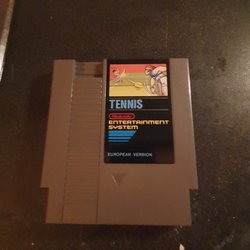 TENNIS
Nintendo
ENTERTAINMENT
SYSTEM
EUROPEAN VERSION